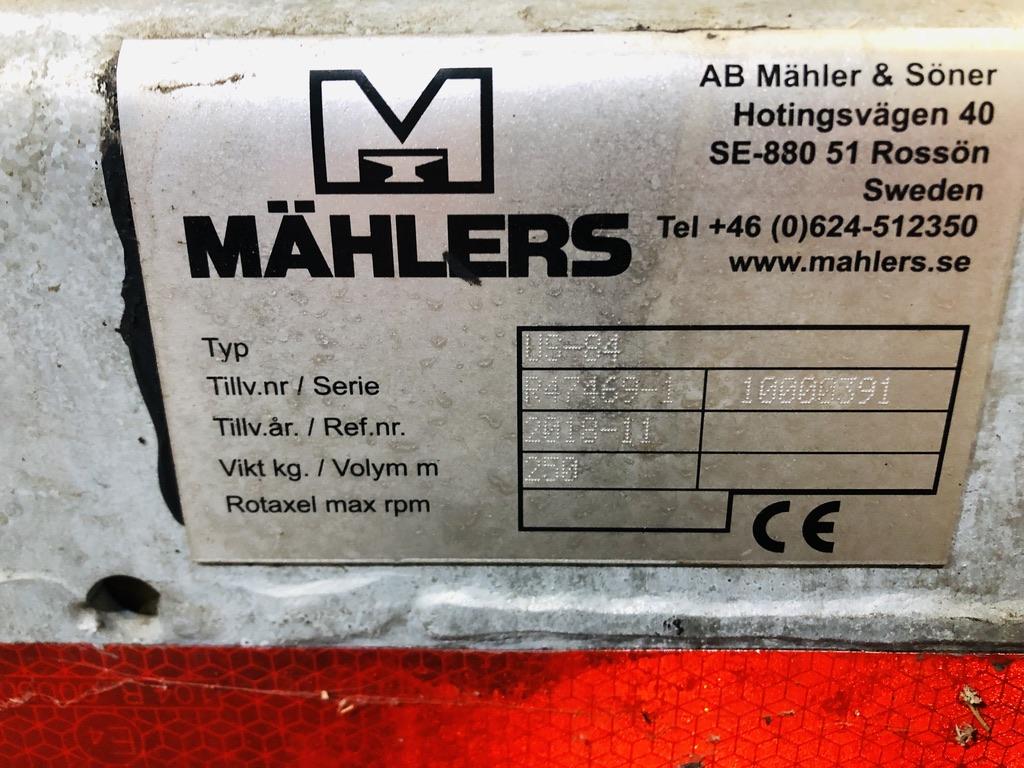 AB Mähler & Söner
Hotingsvägen 40
SE-880 51 Rossön
Sweden
Tel +46 (0)624-512350
www.mahlers.se
MÄHLERS
Typ US-84
Tillv.nr / Serie R47469-1 10000391
Tillv.år. / Ref.nr. 2018-11
Vikt kg. / Volym m 250
Rotaxel max rpm
CE